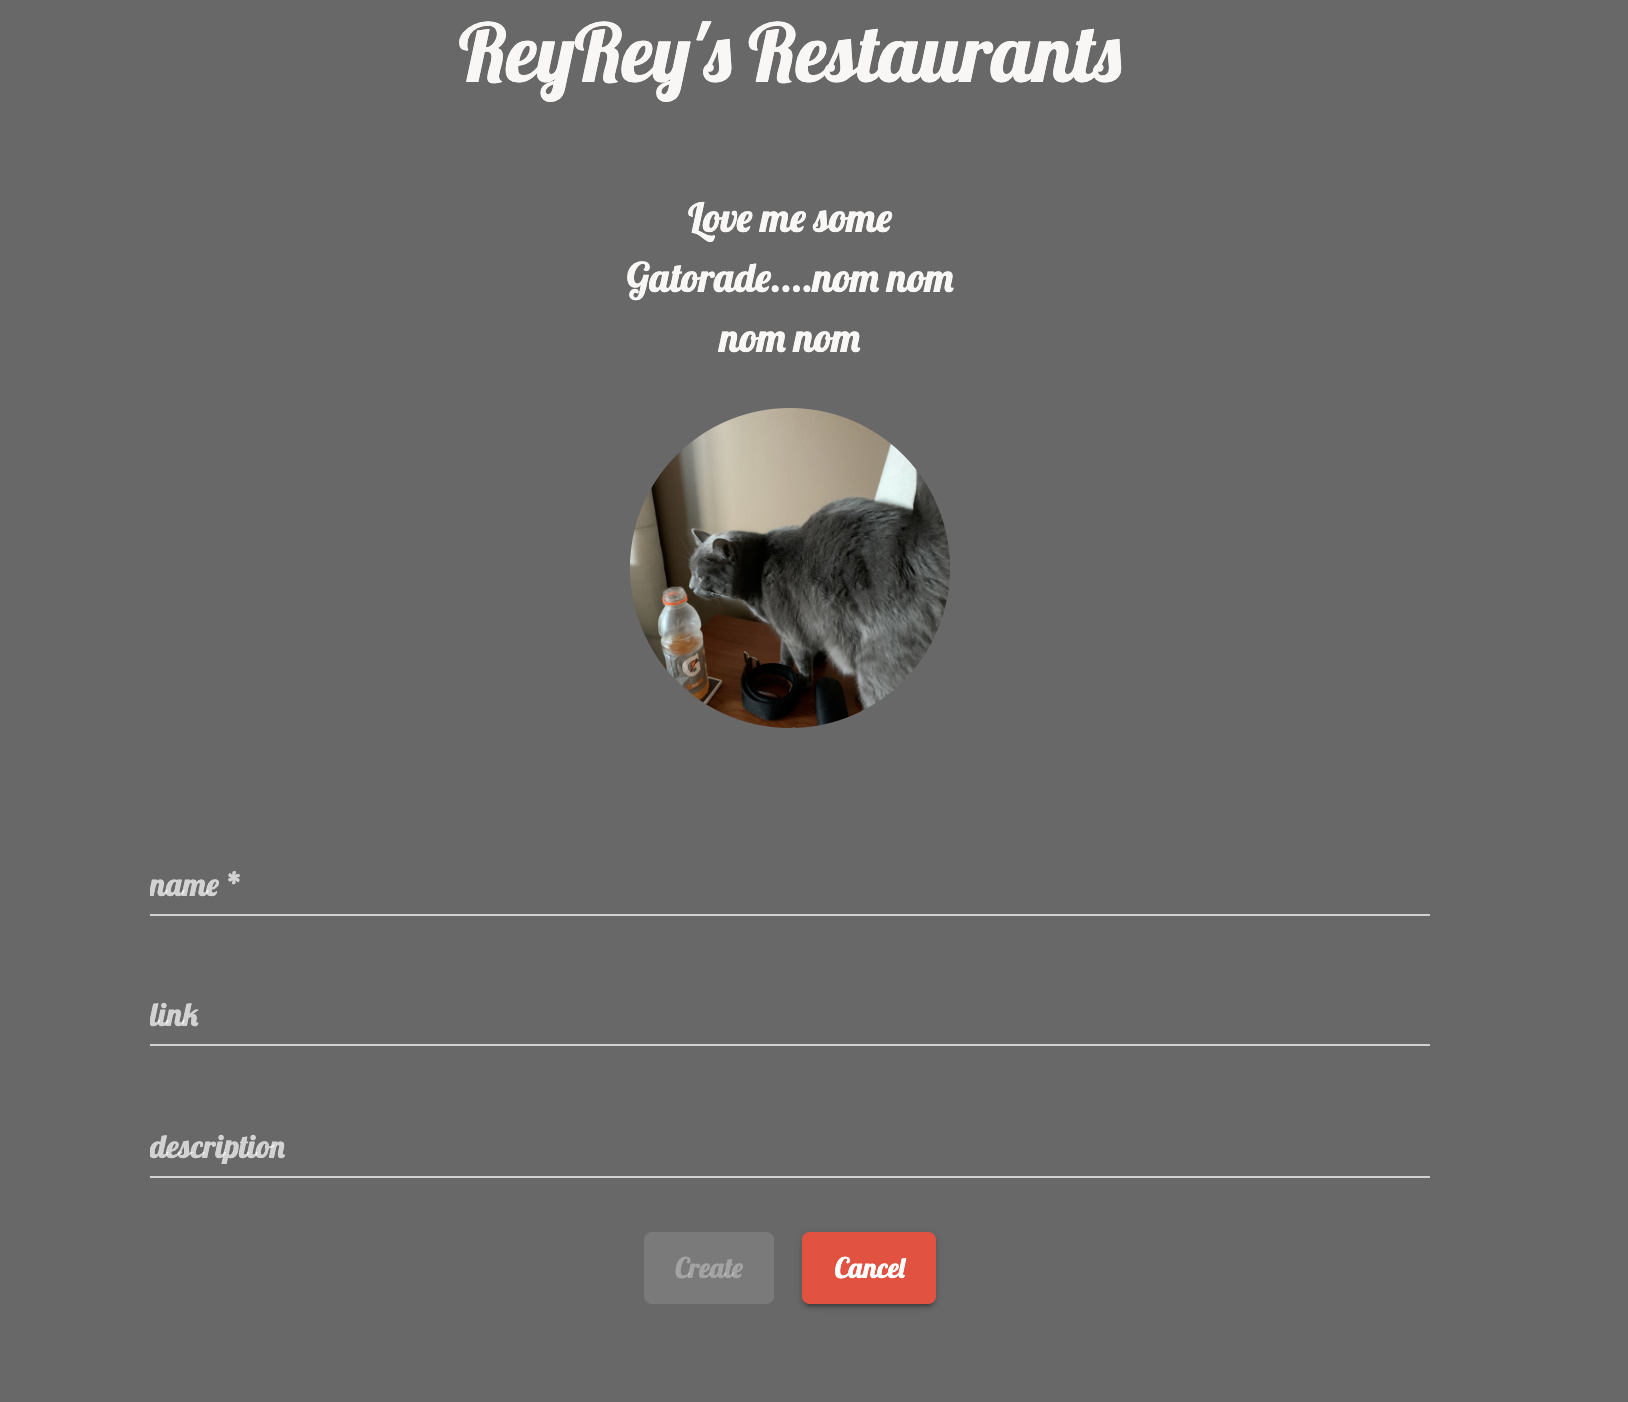 ReyRey's Restaurants
Love me some
Gatorade....nom nom
nom nom
G
name *
link
description
Create
Cancel